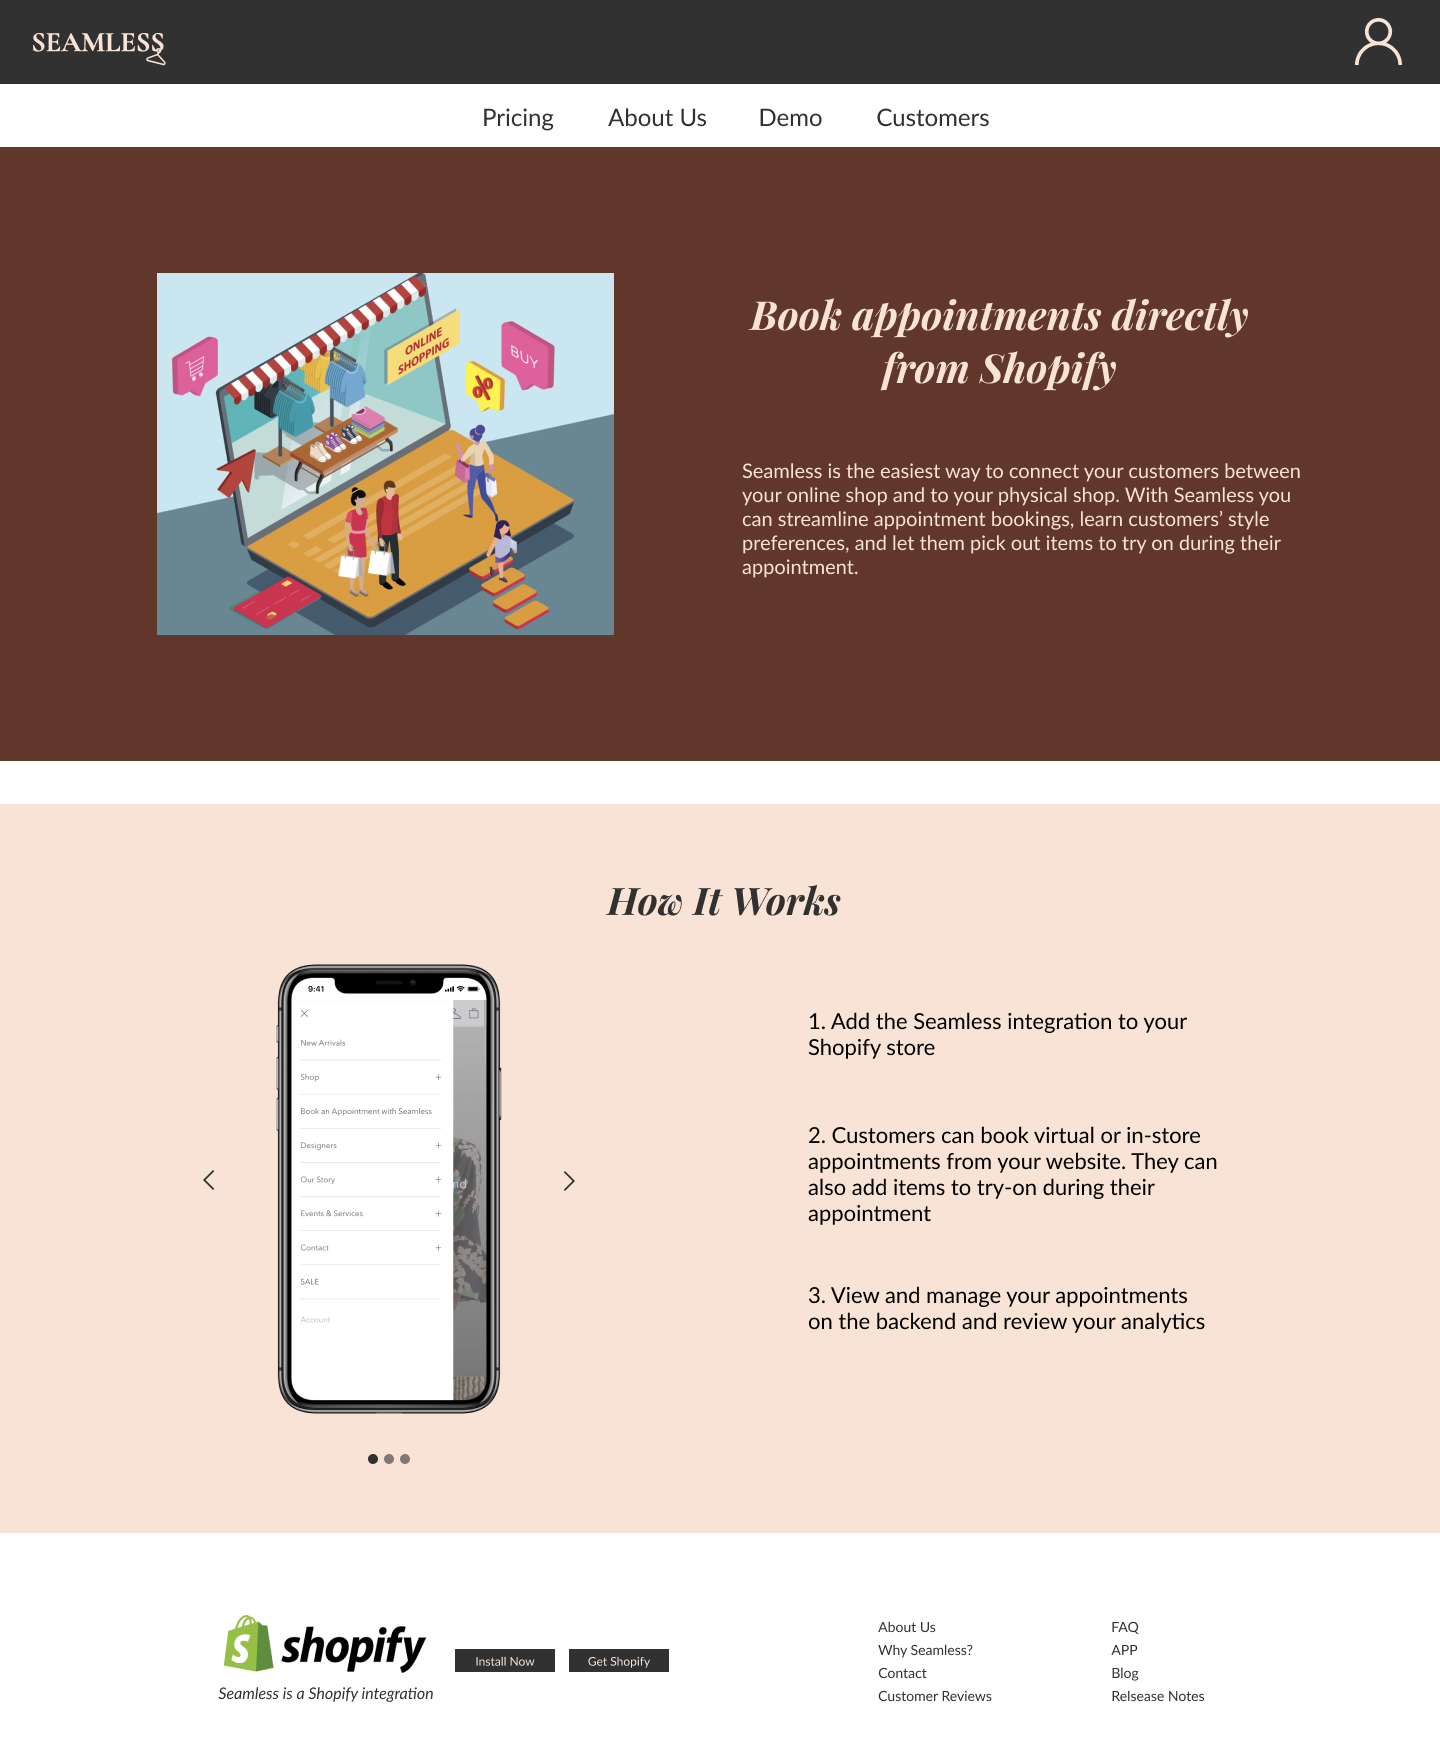 SEAMLESS
Pricing
About Us
Demo
Customers
ONLINE
SHOPPING
BUY
%
Book appointments directly
from Shopify
Seamless is the easiest way to connect your customers between
your online shop and to your physical shop. With Seamless you
can streamline appointment bookings, learn customers’ style
preferences, and let them pick out items to try on during their
appointment.
How It Works
9:41
New Arrivals
Shop +
Book an Appointment with Seamless
Designers +
Our Story +
nd
Events & Services +
Contact +
SALE
Account
1. Add the Seamless integration to your
Shopify store
2. Customers can book virtual or in-store
appointments from your website. They can
also add items to try-on during their
appointment
3. View and manage your appointments
on the backend and review your analytics
shopify
Seamless is a Shopify integration
Install Now
Get Shopify
About Us
Why Seamless?
Contact
Customer Reviews
FAQ
APP
Blog
Relsease Notes